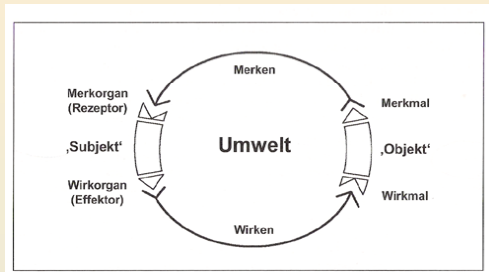 Merken
Merkorgan
(Rezeptor)
Merkmal
‚Subjekt‘
Umwelt
‚Objekt‘
Wirkorgan
(Effektor)
Wirkmal
Wirken